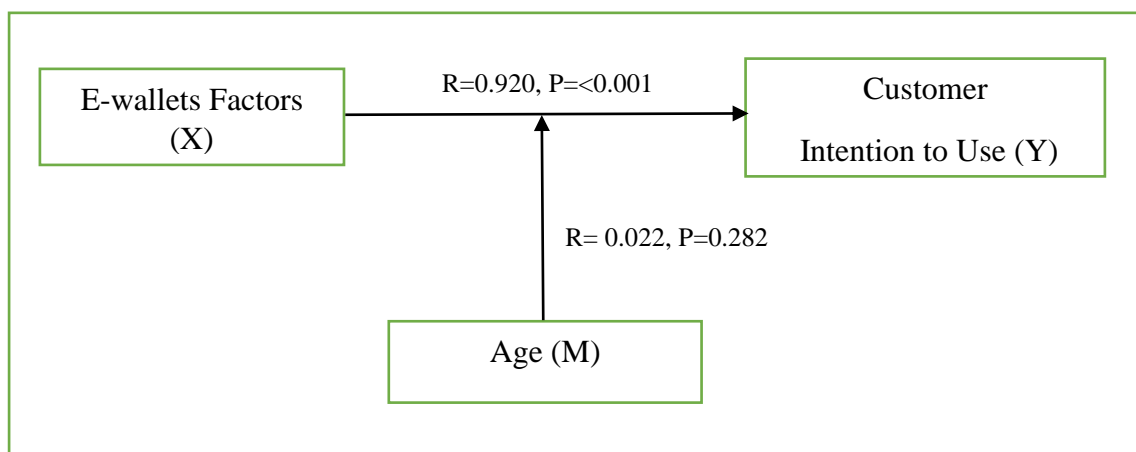 R=0.920, P=<0.001
E-wallets Factors
(X)
Customer
Intention to Use (Y)
R= 0.022, P=0.282
Age (M)